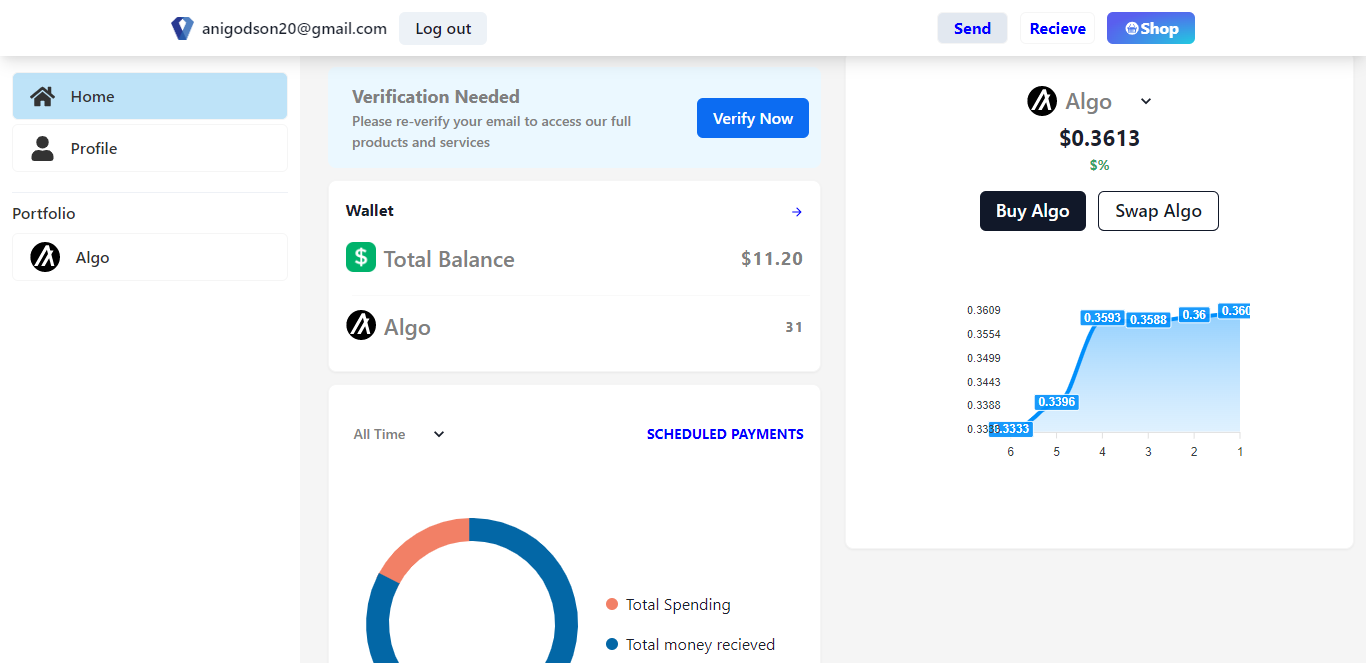 anigodson20@gmail.com
Log out
Send
Recieve
Shop
Home
Profile
Portfolio
Algo
Verification Needed
Please re-verify your email to access our full
products and services
Verify Now
Wallet
$ Total Balance
$11.20
Algo
31
All Time
SCHEDULED PAYMENTS
Total Spending
Total money recieved
Algo
$0.3613
$%
Buy Algo
Swap Algo
0.3609
0.3554
0.3499
0.3443
0.3388
0.3593
0.3588
0.36
0.3396
0.3333
6 5 4 3 2 1